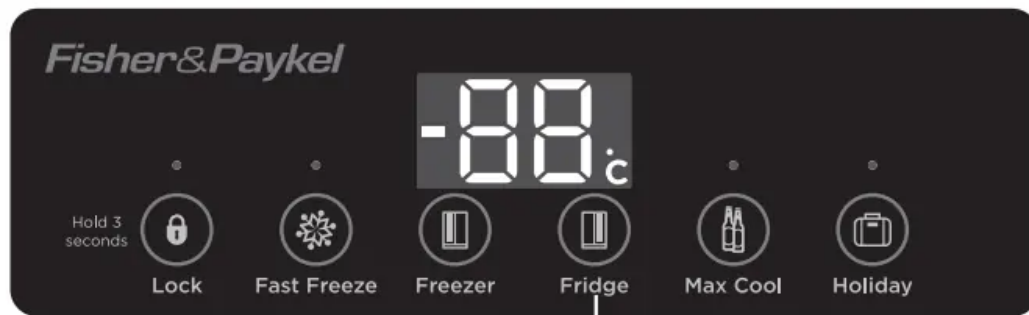 Fisher&Paykel
-88°C
Hold 3
seconds
Lock
Fast Freeze
Freezer
Fridge
Max Cool
Holiday